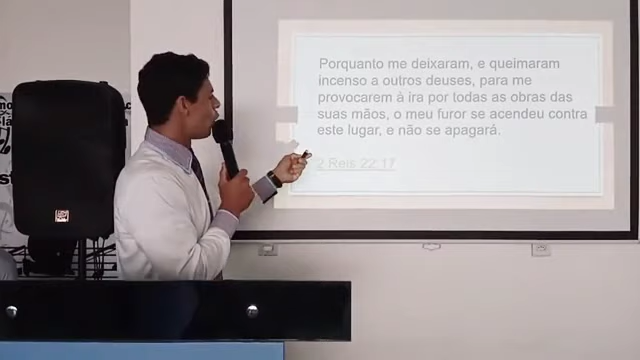 Porquanto me deixaram, e queimaram
incenso a outros deuses, para me
provocarem à ira por todas as obras das
suas mãos, o meu furor se acendeu contra
este lugar, e não se apagará.
2 Reis 22:17